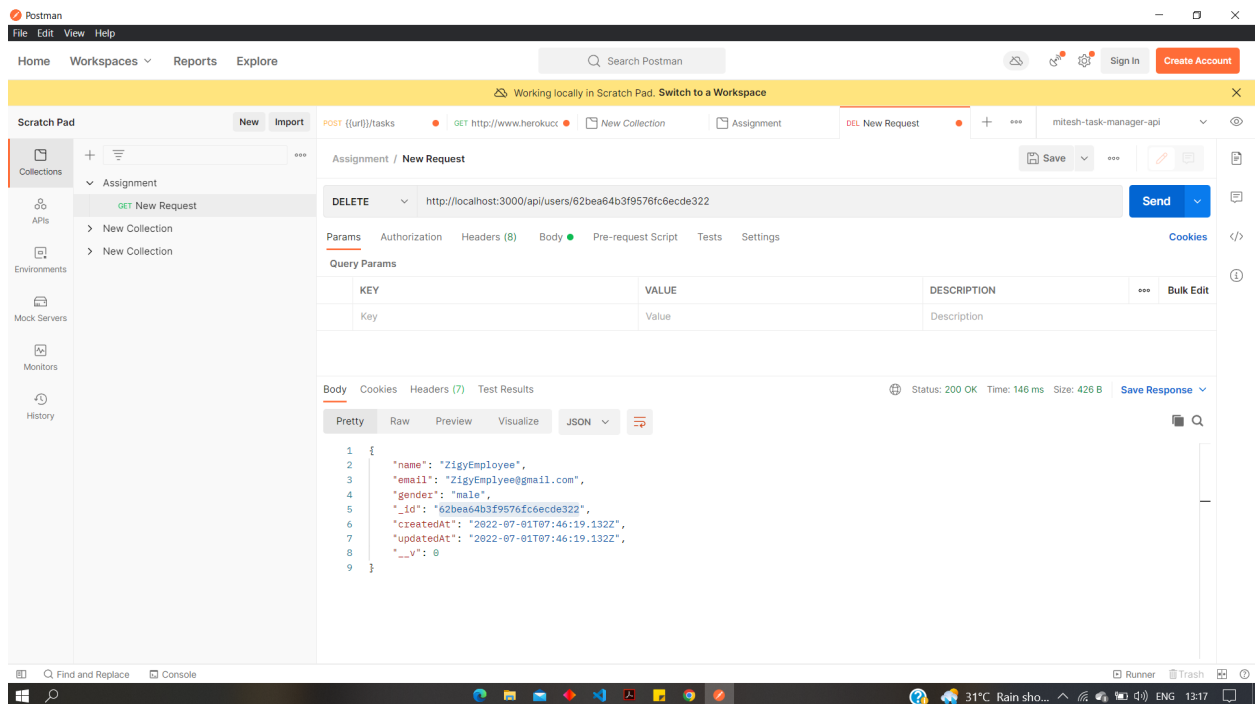 Postman
File Edit View Help
Home Workspaces Reports Explore Search Postman Sign In Create Account
Working locally in Scratch Pad. Switch to a Workspace
Scratch Pad New Import POST {{url}}/tasks GET http://www.herokucc New Collection Assignment DEL New Request mitesh-task-manager-api
Collections
APIs
Environments
Mock Servers
Monitors
History
Assignment
GET New Request
New Collection
New Collection
Assignment / New Request Save
DELETE http://localhost:3000/api/users/62bea64b3f9576fc6ecde322 Send
Params Authorization Headers (8) Body Pre-request Script Tests Settings Cookies
Query Params
KEY VALUE DESCRIPTION Bulk Edit
Key Value Description
Body Cookies Headers (7) Test Results Status: 200 OK Time: 146 ms Size: 426 B Save Response
Pretty Raw Preview Visualize JSON
1 {
2 "name": "ZigyEmployee",
3 "email": "ZigyEmplyee@gmail.com",
4 "gender": "male",
5 "_id": "62bea64b3f9576fc6ecde322",
6 "createdAt": "2022-07-01T07:46:19.132Z",
7 "updatedAt": "2022-07-01T07:46:19.132Z",
8 "__v": 0
9 }
Find and Replace Console Runner Trash
31°C Rain sho... ENG 13:17